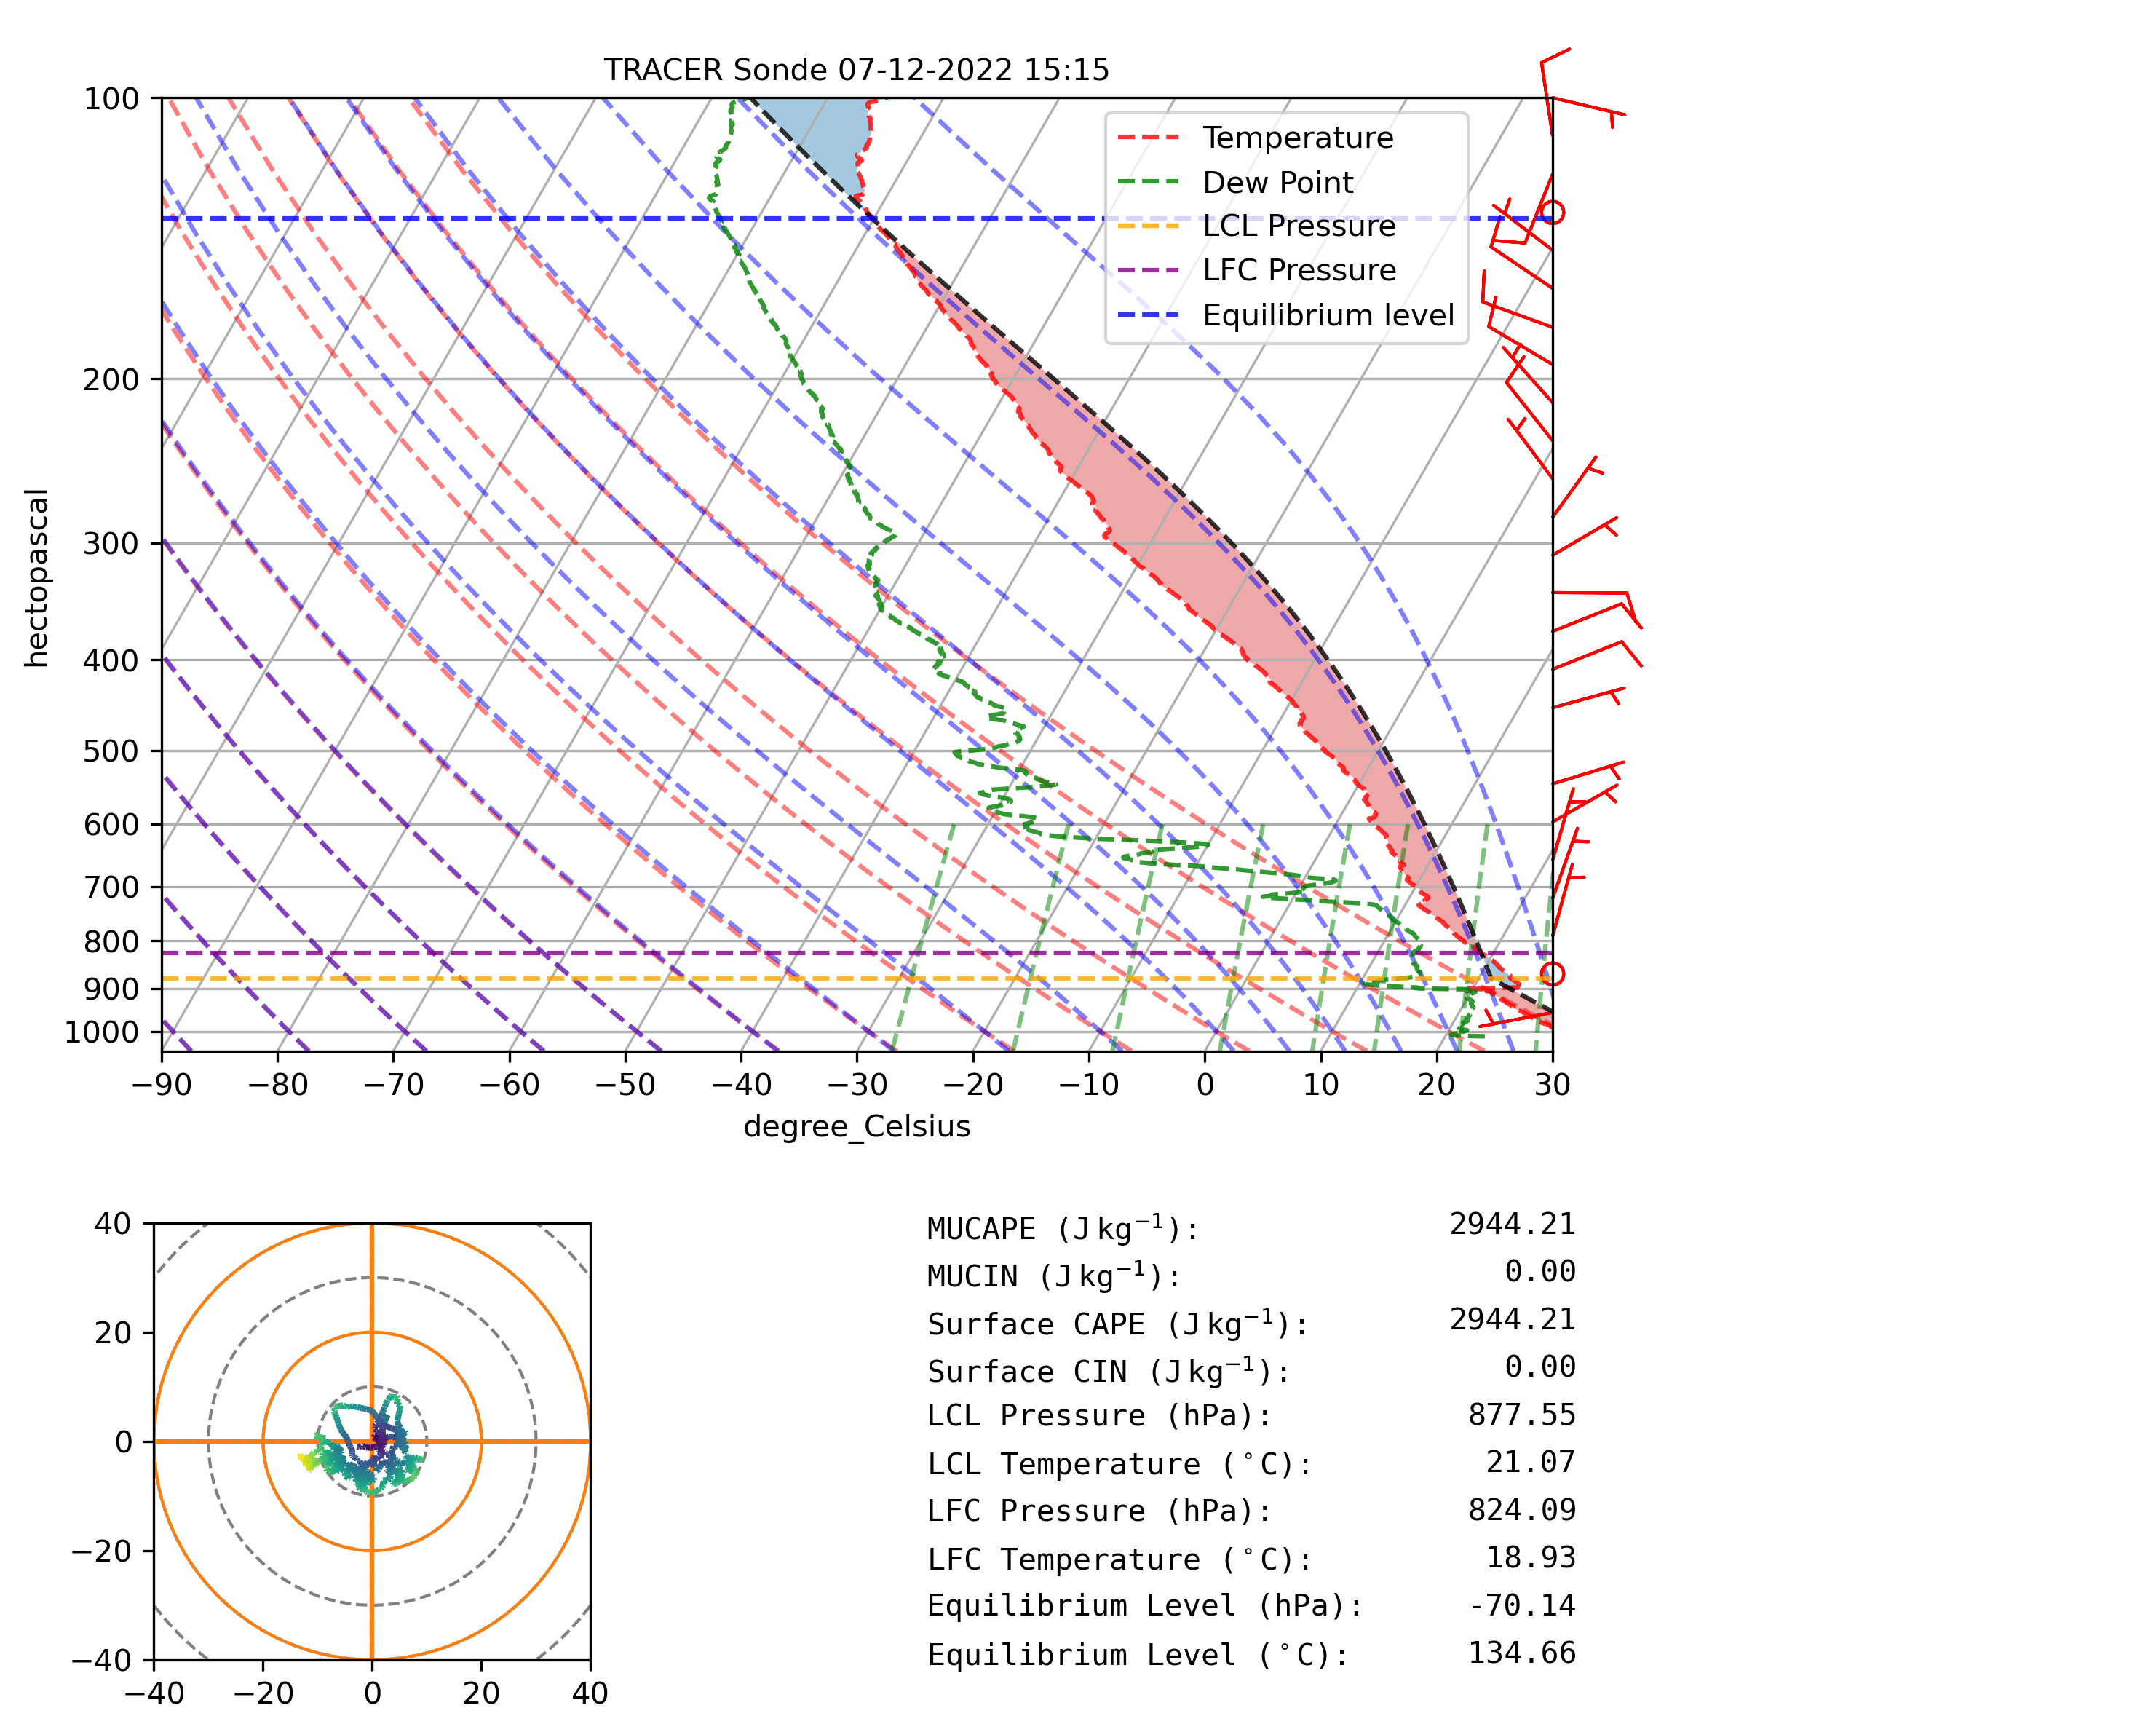 TRACER Sonde 07-12-2022 15:15
100
200
300
400
500
600
700
800
900
1000
hectopascal
Temperature
Dew Point
LCL Pressure
LFC Pressure
Equilibrium level
−90 −80 −70 −60 −50 −40 −30 −20 −10 0 10 20 30
degree_Celsius
40
20
0
−20
−40
−40 −20 0 20 40
MUCAPE (J kg⁻¹): 2944.21
MUCIN (J kg⁻¹): 0.00
Surface CAPE (J kg⁻¹): 2944.21
Surface CIN (J kg⁻¹): 0.00
LCL Pressure (hPa): 877.55
LCL Temperature (°C): 21.07
LFC Pressure (hPa): 824.09
LFC Temperature (°C): 18.93
Equilibrium Level (hPa): -70.14
Equilibrium Level (°C): 134.66